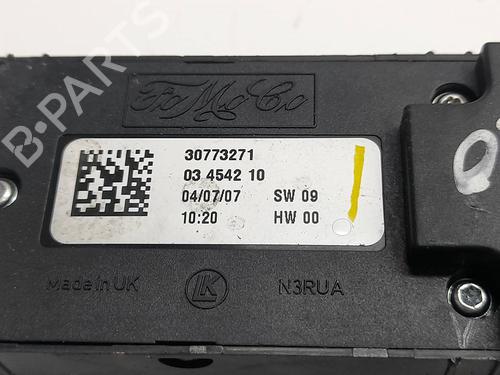 FoMoCo
30773271
03 4542 10
04/07/07 SW 09
10:20 HW 00
Made in UK LK N3RUA
B-PARTS